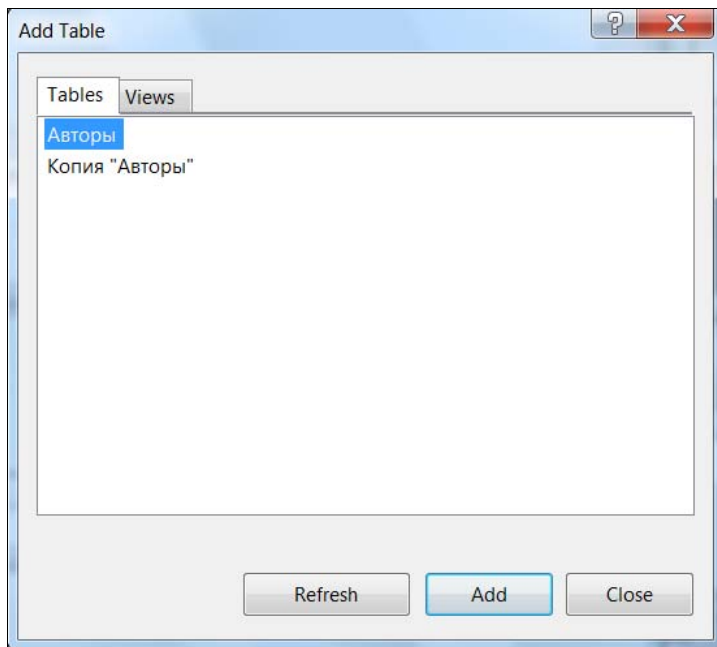 Add Table
Tables Views
Авторы
Копия "Авторы"
Refresh Add Close